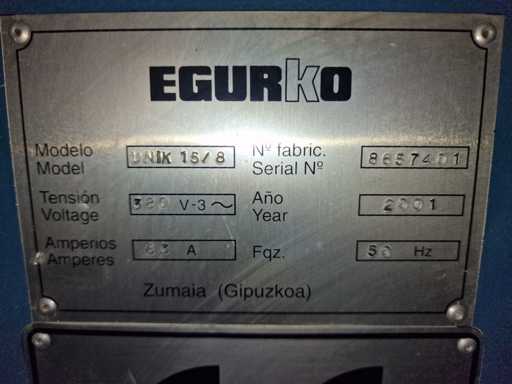 EGURKO
Modelo
Model
UNIK 15/8
Nº fabric.
Serial Nº
8657401
Tensión
Voltage
380 V-3~
Año
Year
2001
Amperios
Amperes
A
Fqz.
50 Hz
Zumaia (Gipuzkoa)